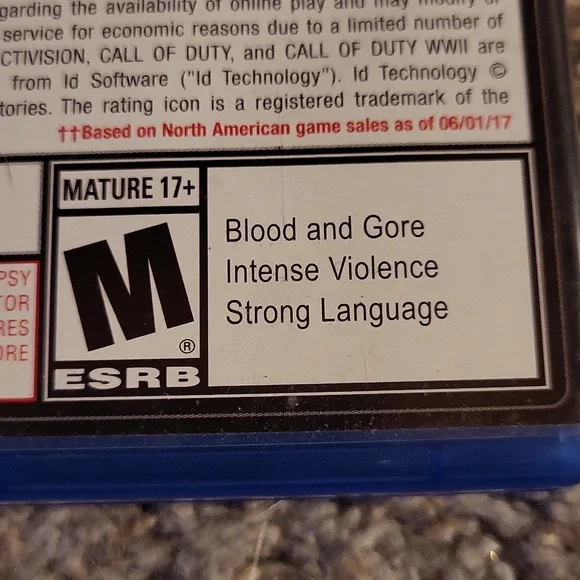 garding the availability of online play and may modify or
service for economic reasons due to a limited number of
CTIVISION, CALL OF DUTY, and CALL OF DUTY WWII are
from Id Software ("Id Technology"). Id Technology ©
tories. The rating icon is a registered trademark of the
††Based on North American game sales as of 06/01/17
PSY
TOR
RES
ORE
MATURE 17+
M
®
ESRB
Blood and Gore
Intense Violence
Strong Language